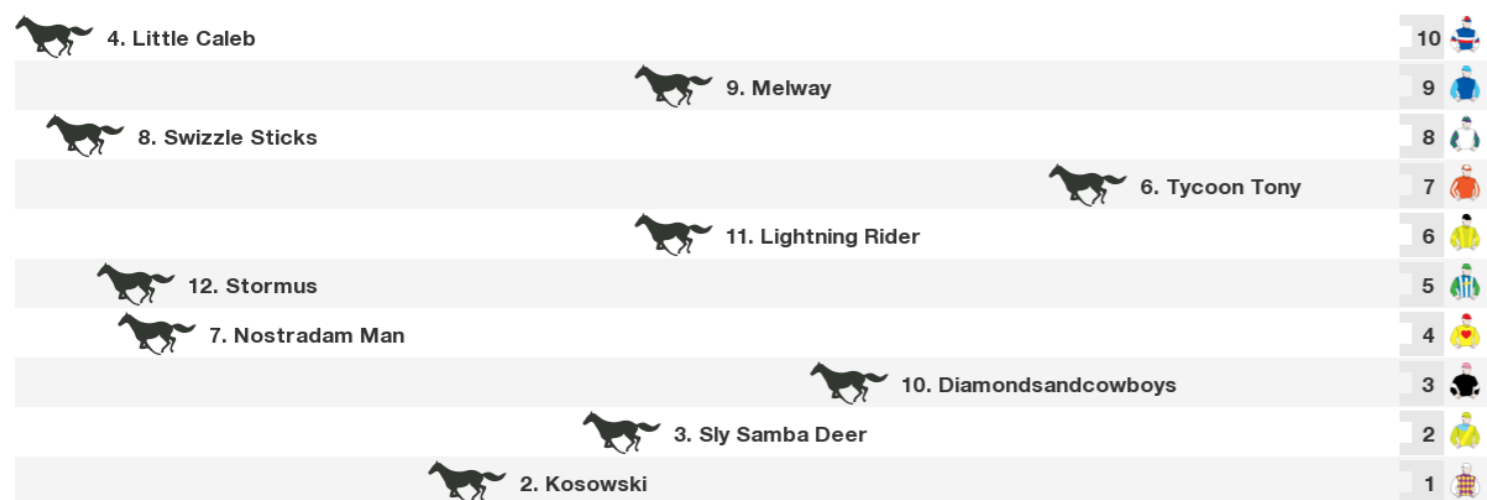 4. Little Caleb 10
9. Melway 9
8. Swizzle Sticks 8
6. Tycoon Tony 7
11. Lightning Rider 6
12. Stormus 5
7. Nostradam Man 4
10. Diamondsandcowboys 3
3. Sly Samba Deer 2
2. Kosowski 1